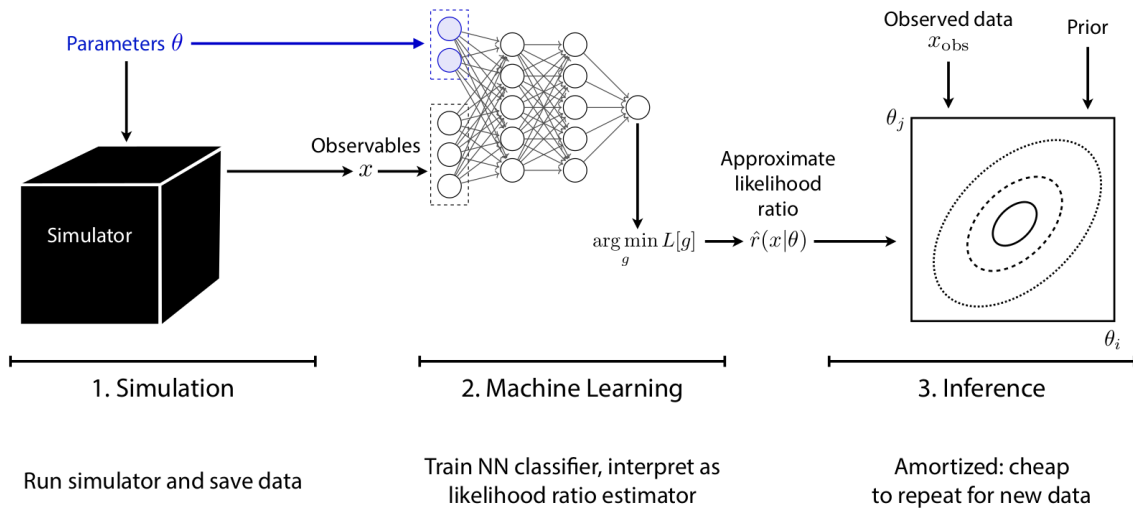 Parameters θ
Simulator
Observables
x
arg min L[g]
g
Approximate
likelihood
ratio
r̂(x|θ)
Observed data
x_obs
Prior
θ_j
θ_i
1. Simulation
2. Machine Learning
3. Inference
Run simulator and save data
Train NN classifier, interpret as
likelihood ratio estimator
Amortized: cheap
to repeat for new data